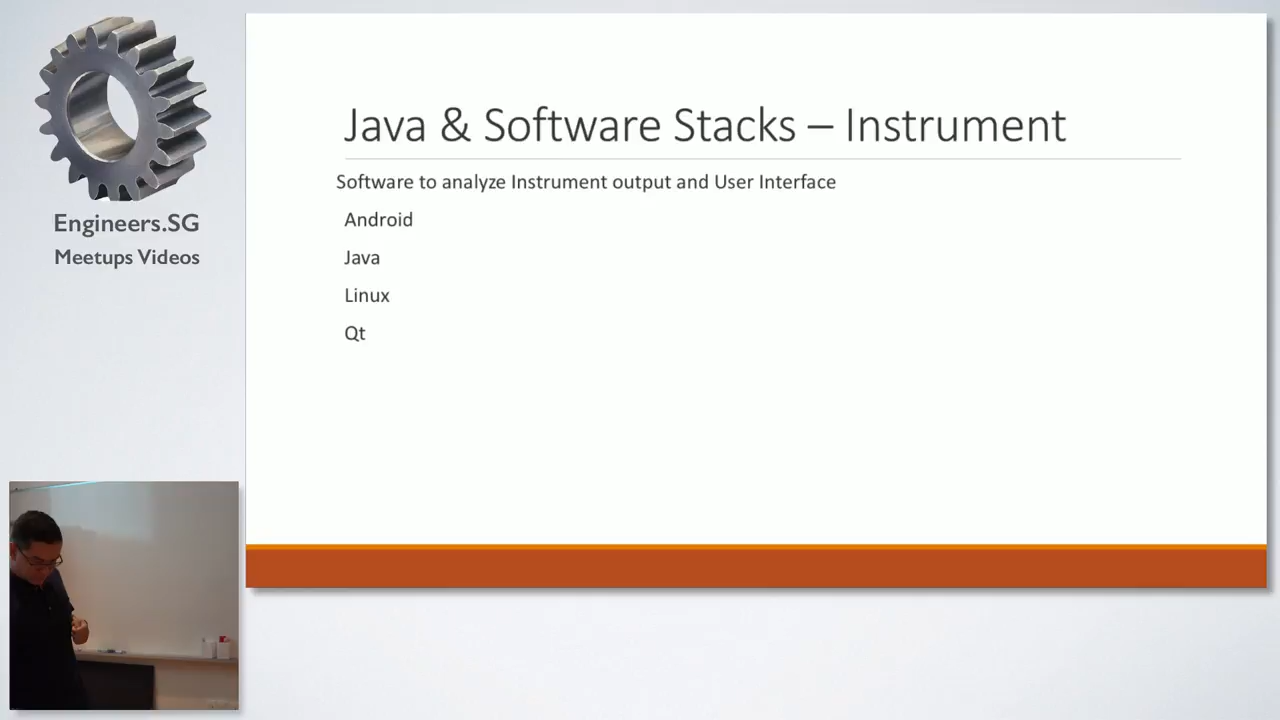 Engineers.SG
Meetups Videos
Java & Software Stacks – Instrument
Software to analyze Instrument output and User Interface
Android
Java
Linux
Qt